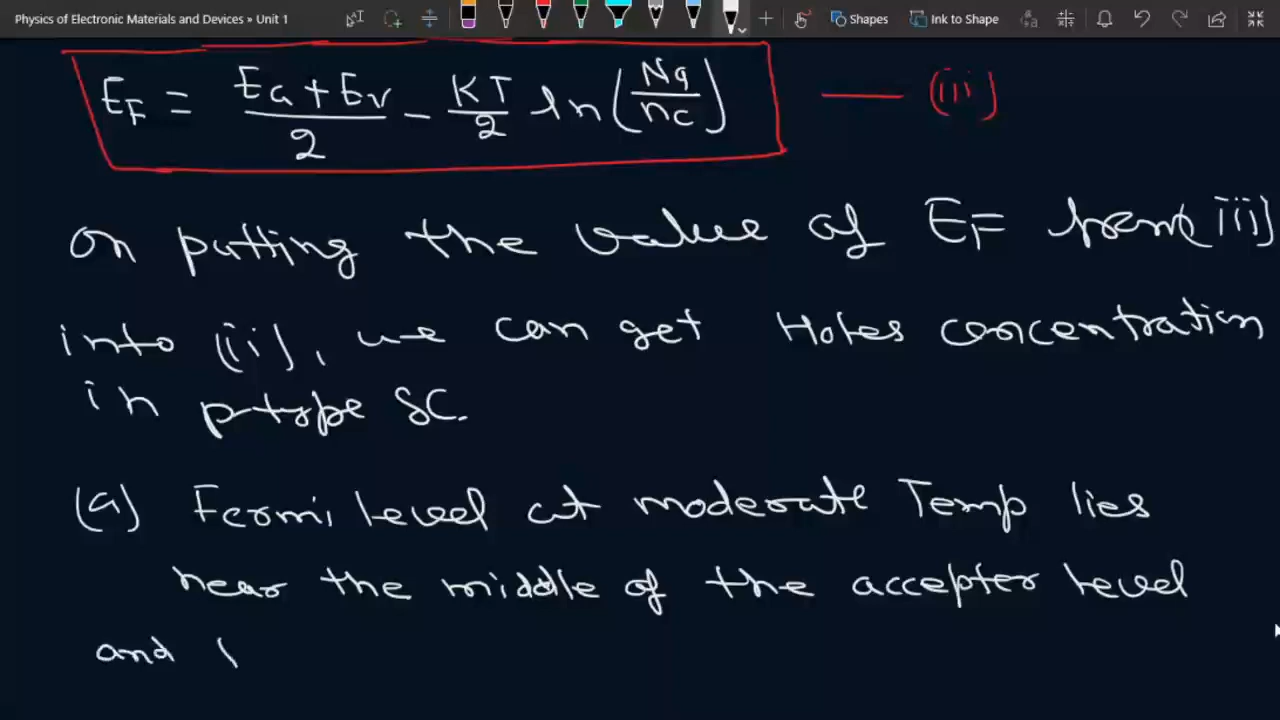 Physics of Electronic Materials and Devices » Unit 1
Shapes
Ink to Shape
E_F = (Ea + Ev)/2 - (KT/2) ln(Na/nc) — (iii)
on putting the value of E_F from (iii)
into (ii), we can get Holes concentration
in p-type SC.
(a) Fermi level at moderate Temp lies
near the middle of the accepter level
and